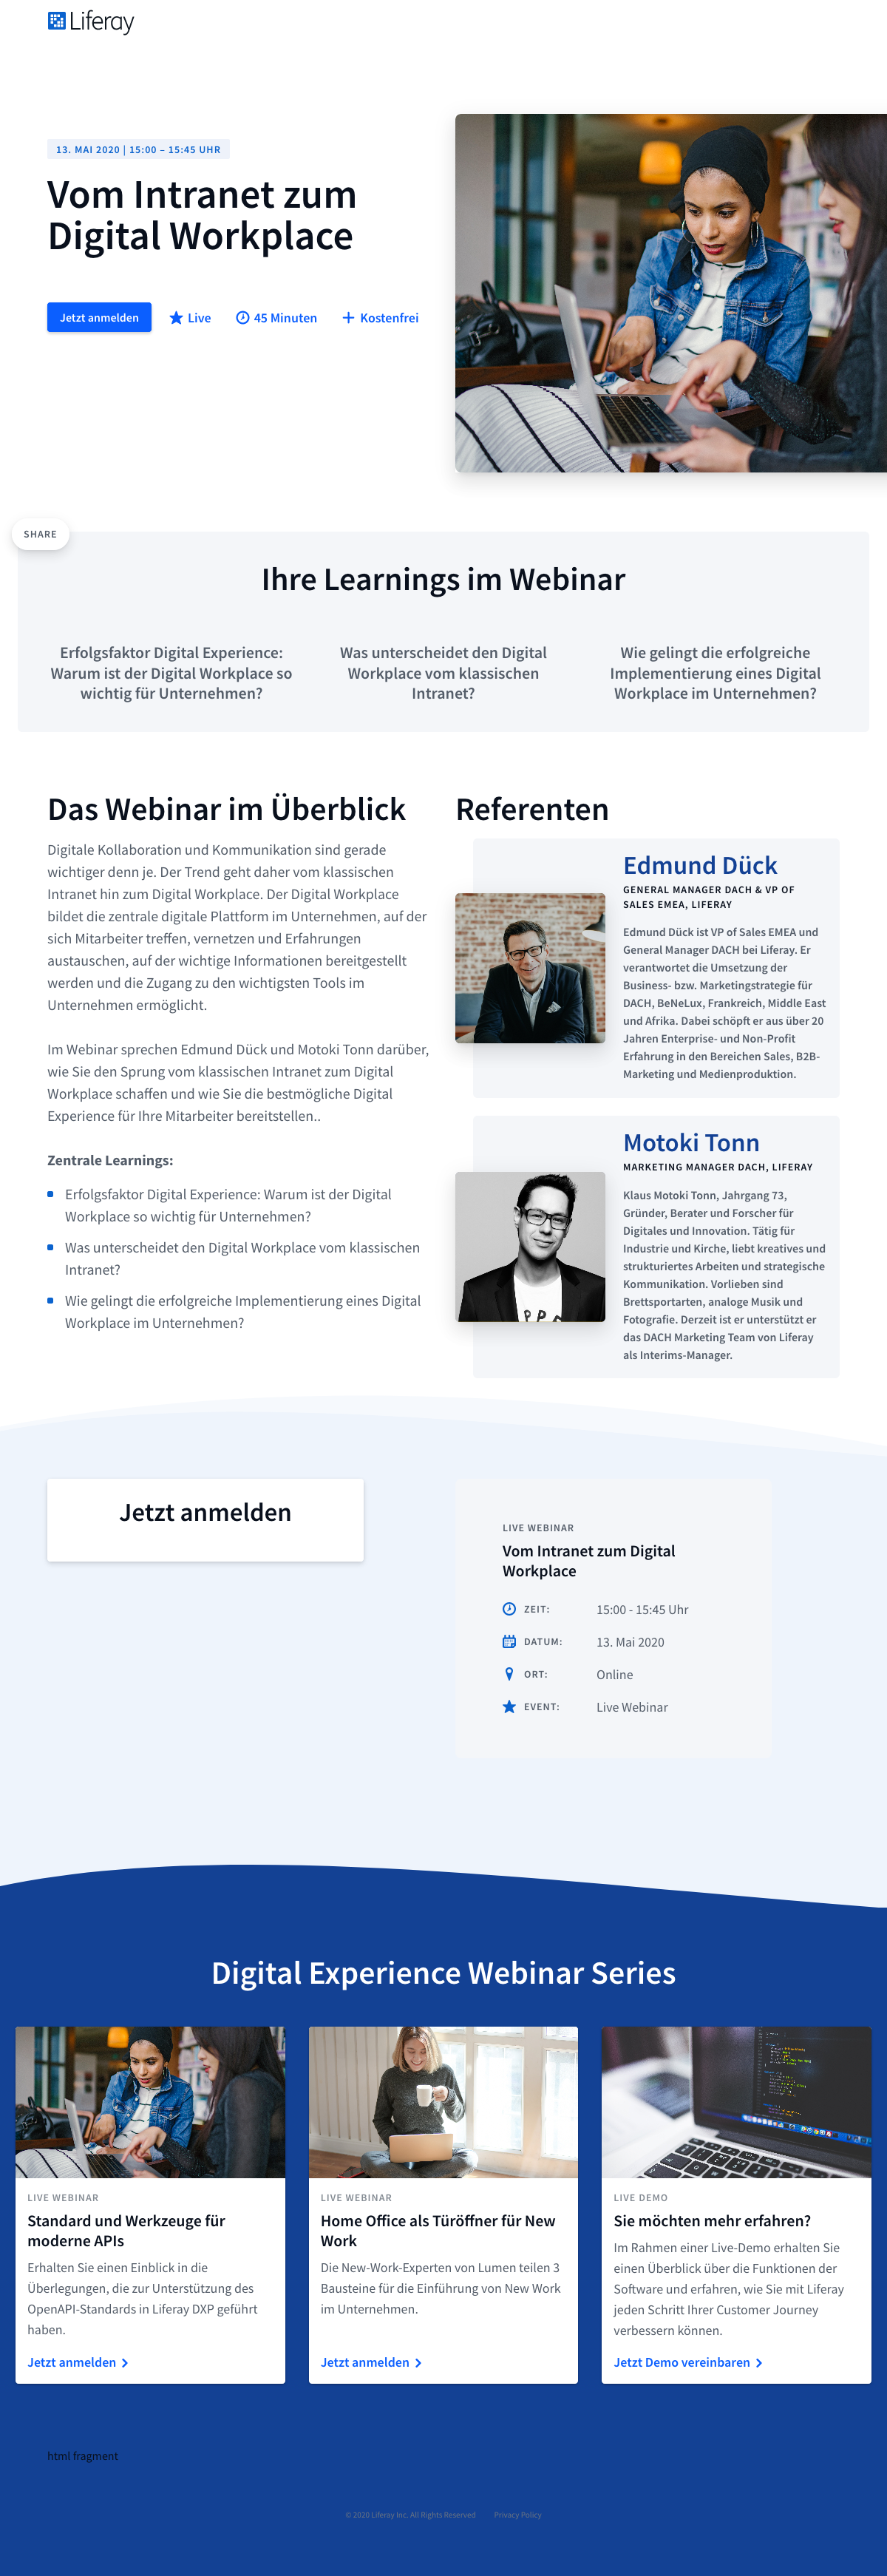 Liferay
13. MAI 2020 | 15:00 – 15:45 UHR
Vom Intranet zum
Digital Workplace
Jetzt anmelden
Live
45 Minuten
Kostenfrei
SHARE
Ihre Learnings im Webinar
Erfolgsfaktor Digital Experience:
Warum ist der Digital Workplace so
wichtig für Unternehmen?
Was unterscheidet den Digital
Workplace vom klassischen
Intranet?
Wie gelingt die erfolgreiche
Implementierung eines Digital
Workplace im Unternehmen?
Das Webinar im Überblick
Digitale Kollaboration und Kommunikation sind gerade
wichtiger denn je. Der Trend geht daher vom klassischen
Intranet hin zum Digital Workplace. Der Digital Workplace
bildet die zentrale digitale Plattform im Unternehmen, auf der
sich Mitarbeiter treffen, vernetzen und Erfahrungen
austauschen, auf der wichtige Informationen bereitgestellt
werden und die Zugang zu den wichtigsten Tools im
Unternehmen ermöglicht.
Im Webinar sprechen Edmund Dück und Motoki Tonn darüber,
wie Sie den Sprung vom klassischen Intranet zum Digital
Workplace schaffen und wie Sie die bestmögliche Digital
Experience für Ihre Mitarbeiter bereitstellen..
Zentrale Learnings:
Erfolgsfaktor Digital Experience: Warum ist der Digital
Workplace so wichtig für Unternehmen?
Was unterscheidet den Digital Workplace vom klassischen
Intranet?
Wie gelingt die erfolgreiche Implementierung eines Digital
Workplace im Unternehmen?
Referenten
Edmund Dück
GENERAL MANAGER DACH & VP OF
SALES EMEA, LIFERAY
Edmund Dück ist VP of Sales EMEA und
General Manager DACH bei Liferay. Er
verantwortet die Umsetzung der
Business- bzw. Marketingstrategie für
DACH, BeNeLux, Frankreich, Middle East
und Afrika. Dabei schöpft er aus über 20
Jahren Enterprise- und Non-Profit
Erfahrung in den Bereichen Sales, B2B-
Marketing und Medienproduktion.
Motoki Tonn
MARKETING MANAGER DACH, LIFERAY
Klaus Motoki Tonn, Jahrgang 73,
Gründer, Berater und Forscher für
Digitales und Innovation. Tätig für
Industrie und Kirche, liebt kreatives und
strukturiertes Arbeiten und strategische
Kommunikation. Vorlieben sind
Brettsportarten, analoge Musik und
Fotografie. Derzeit ist er unterstützt er
das DACH Marketing Team von Liferay
als Interims-Manager.
Jetzt anmelden
LIVE WEBINAR
Vom Intranet zum Digital
Workplace
ZEIT: 15:00 - 15:45 Uhr
DATUM: 13. Mai 2020
ORT: Online
EVENT: Live Webinar
Digital Experience Webinar Series
LIVE WEBINAR
Standard und Werkzeuge für
moderne APIs
Erhalten Sie einen Einblick in die
Überlegungen, die zur Unterstützung des
OpenAPI-Standards in Liferay DXP geführt
haben.
Jetzt anmelden
LIVE WEBINAR
Home Office als Türöffner für New
Work
Die New-Work-Experten von Lumen teilen 3
Bausteine für die Einführung von New Work
im Unternehmen.
Jetzt anmelden
LIVE DEMO
Sie möchten mehr erfahren?
Im Rahmen einer Live-Demo erhalten Sie
einen Überblick über die Funktionen der
Software und erfahren, wie Sie mit Liferay
jeden Schritt Ihrer Customer Journey
verbessern können.
Jetzt Demo vereinbaren
html fragment
© 2020 Liferay Inc. All Rights Reserved Privacy Policy